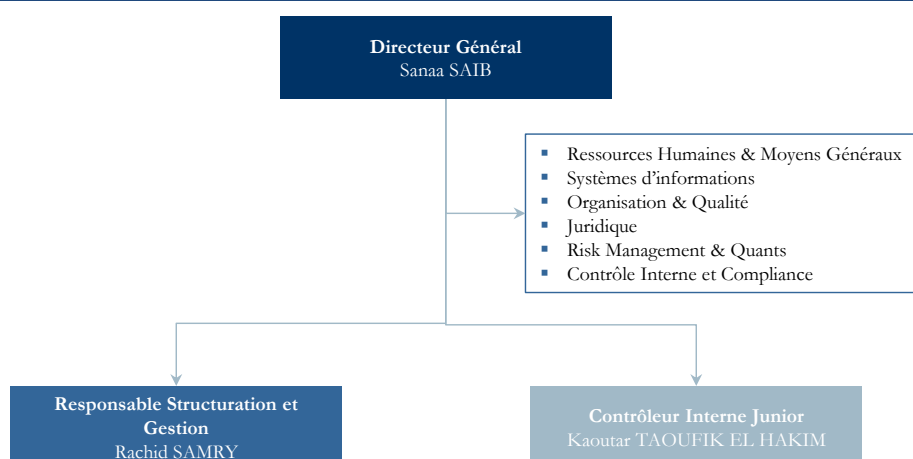 Directeur Général
Sanaa SAIB
▪ Ressources Humaines & Moyens Généraux
▪ Systèmes d'informations
▪ Organisation & Qualité
▪ Juridique
▪ Risk Management & Quants
▪ Contrôle Interne et Compliance
Responsable Structuration et
Gestion
Rachid SAMRY
Contrôleur Interne Junior
Kaoutar TAOUFIK EL HAKIM